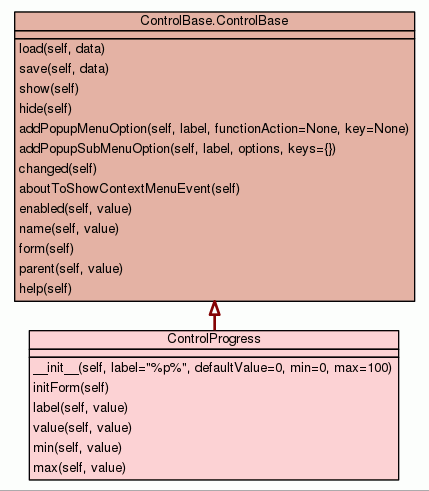 ControlBase.ControlBase
load(self, data)
save(self, data)
show(self)
hide(self)
addPopupMenuOption(self, label, functionAction=None, key=None)
addPopupSubMenuOption(self, label, options, keys={})
changed(self)
aboutToShowContextMenuEvent(self)
enabled(self, value)
name(self, value)
form(self)
parent(self, value)
help(self)
ControlProgress
__init__(self, label="%p%", defaultValue=0, min=0, max=100)
initForm(self)
label(self, value)
value(self, value)
min(self, value)
max(self, value)